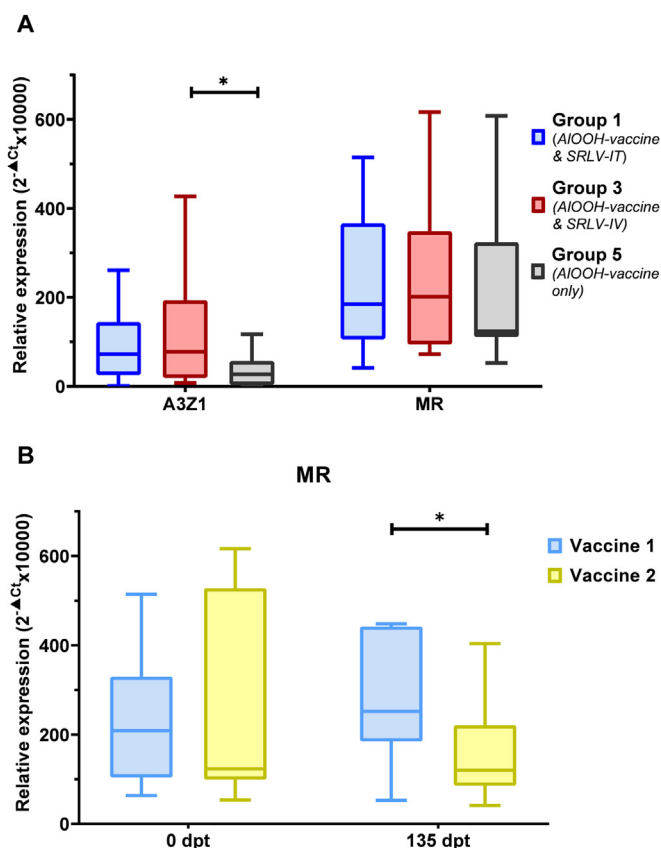 A
*
Relative expression (2^-▲Ct x10000)
600
400
200
0
A3Z1
MR
Group 1
(AlOOH-vaccine
& SRLV-IT)
Group 3
(AlOOH-vaccine
& SRLV-IV)
Group 5
(AlOOH-vaccine
only)
B
MR
*
Relative expression (2^-▲Ct x10000)
600
400
200
0
0 dpt
135 dpt
Vaccine 1
Vaccine 2